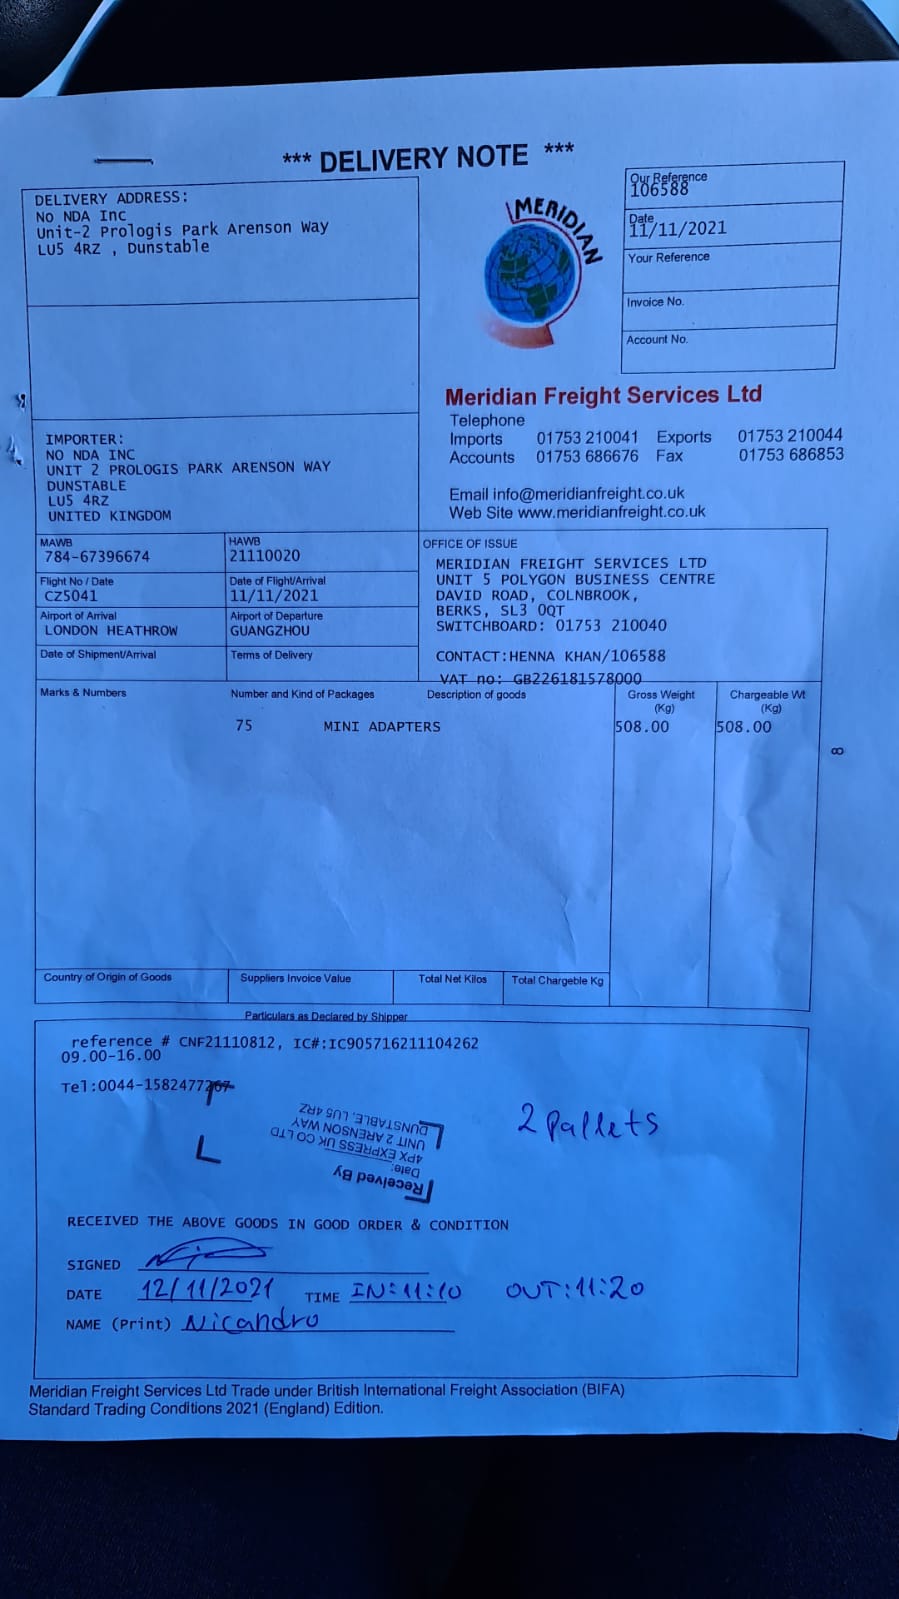 *** DELIVERY NOTE ***
DELIVERY ADDRESS:
No NDA Inc
Unit-2 Prologis Park Arenson Way
LU5 4RZ , Dunstable
MERIDIAN
Our Reference
106588
Date
11/11/2021
Your Reference
Invoice No.
Account No.
Meridian Freight Services Ltd
Telephone
Imports 01753 210041 Exports 01753 210044
Accounts 01753 686676 Fax 01753 686853
Email info@meridianfreight.co.uk
Web Site www.meridianfreight.co.uk
IMPORTER:
NO NDA INC
UNIT 2 PROLOGIS PARK ARENSON WAY
DUNSTABLE
LU5 4RZ
UNITED KINGDOM
MAWB
784-67396674
HAWB
21110020
Flight No / Date
CZ5041
Date of Flight/Arrival
11/11/2021
Airport of Arrival
LONDON HEATHROW
Airport of Departure
GUANGZHOU
Date of Shipment/Arrival
Terms of Delivery
OFFICE OF ISSUE
MERIDIAN FREIGHT SERVICES LTD
UNIT 5 POLYGON BUSINESS CENTRE
DAVID ROAD, COLNBROOK,
BERKS, SL3 0QT
SWITCHBOARD: 01753 210040
CONTACT:HENNA KHAN/106588
VAT no: GB226181578000
Marks & Numbers
Number and Kind of Packages
Description of goods
Gross Weight
(Kg)
Chargeable Wt
(Kg)
75 MINI ADAPTERS 508.00 508.00
8
Country of Origin of Goods
Suppliers Invoice Value
Total Net Kilos
Total Chargeble Kg
Particulars as Declared by Shipper
reference # CNF21110812, IC#:IC905716211104262
09.00-16.00
Tel:0044-1582477267
Received By
Date:
4PX EXPRESS UK CO LTD
UNIT 2 ARENSON WAY
DUNSTABLE, LU5 4RZ
2 Pallets
RECEIVED THE ABOVE GOODS IN GOOD ORDER & CONDITION
SIGNED
DATE 12/11/2021 TIME IN:11:10 OUT:11:20
NAME (Print) Nicandro
Meridian Freight Services Ltd Trade under British International Freight Association (BIFA)
Standard Trading Conditions 2021 (England) Edition.